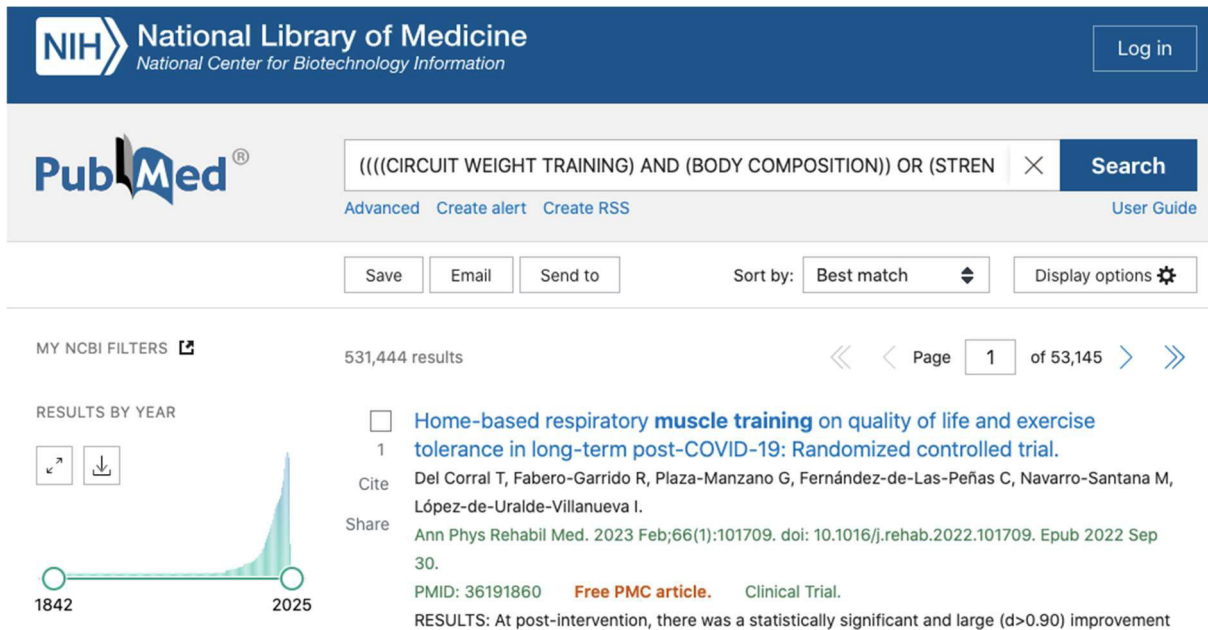 NIH National Library of Medicine
National Center for Biotechnology Information
Log in
PubMed®
((((CIRCUIT WEIGHT TRAINING) AND (BODY COMPOSITION)) OR (STREN
Search
Advanced Create alert Create RSS
User Guide
Save Email Send to
Sort by: Best match
Display options
MY NCBI FILTERS
531,444 results
Page 1 of 53,145
RESULTS BY YEAR
1842 2025
1
Cite
Share
Home-based respiratory muscle training on quality of life and exercise
tolerance in long-term post-COVID-19: Randomized controlled trial.
Del Corral T, Fabero-Garrido R, Plaza-Manzano G, Fernández-de-Las-Peñas C, Navarro-Santana M,
López-de-Uralde-Villanueva I.
Ann Phys Rehabil Med. 2023 Feb;66(1):101709. doi: 10.1016/j.rehab.2022.101709. Epub 2022 Sep
30.
PMID: 36191860 Free PMC article. Clinical Trial.
RESULTS: At post-intervention, there was a statistically significant and large (d>0.90) improvement